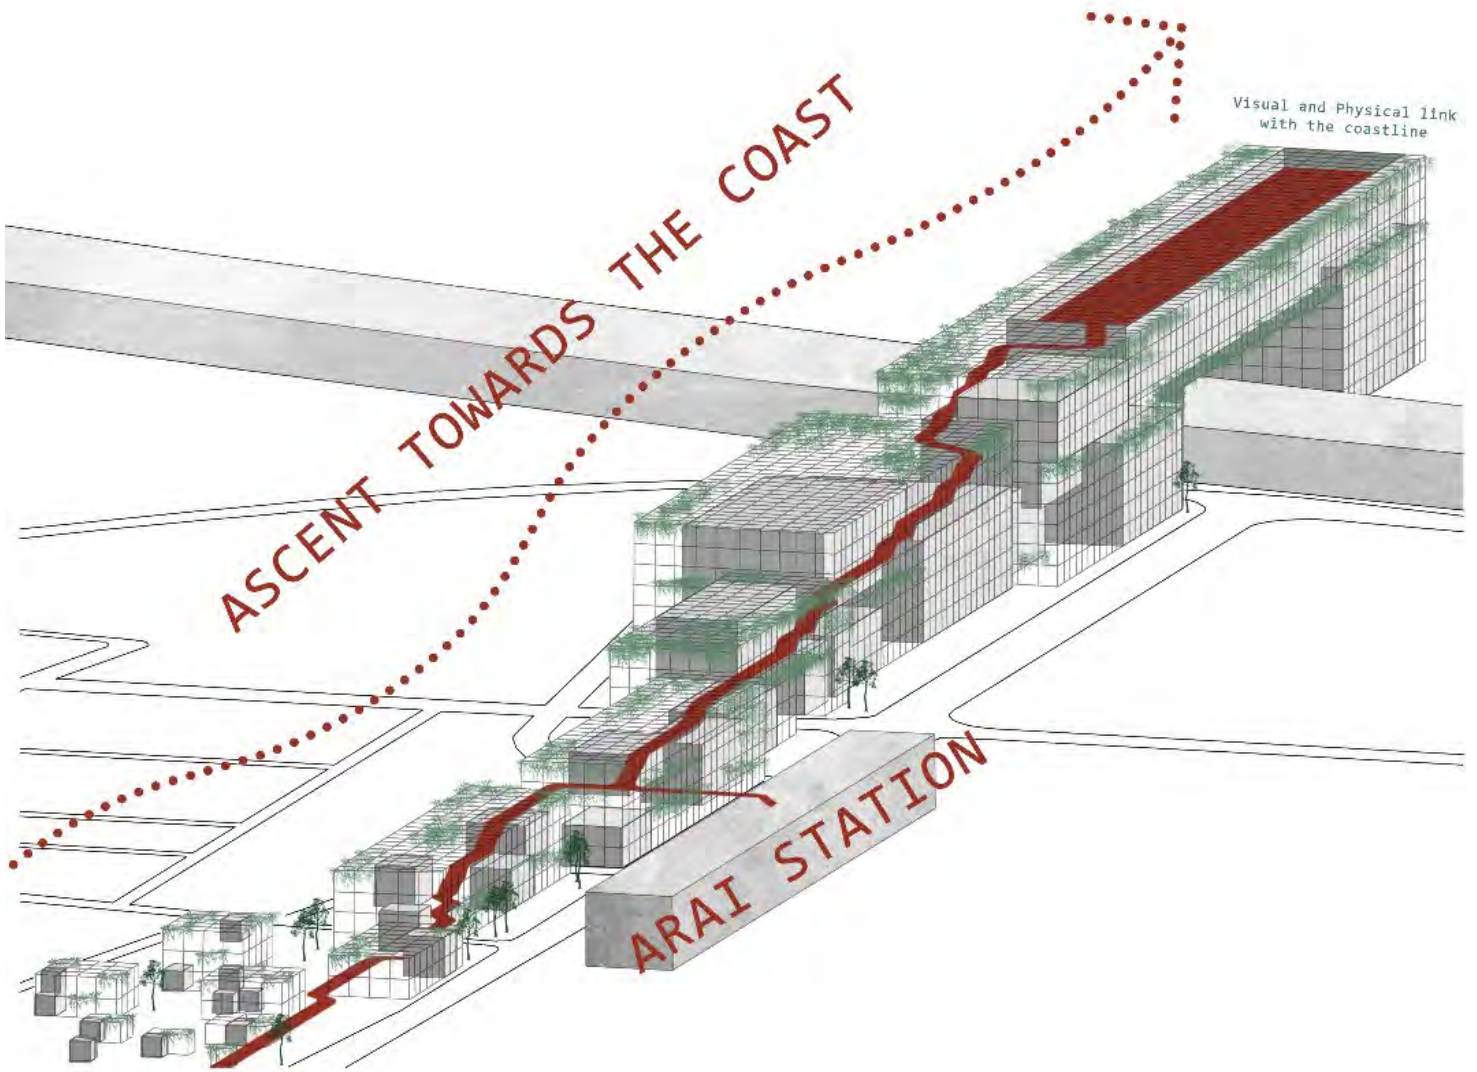 Visual and Physical link
with the coastline
ASCENT TOWARDS THE COAST
ARAI STATION